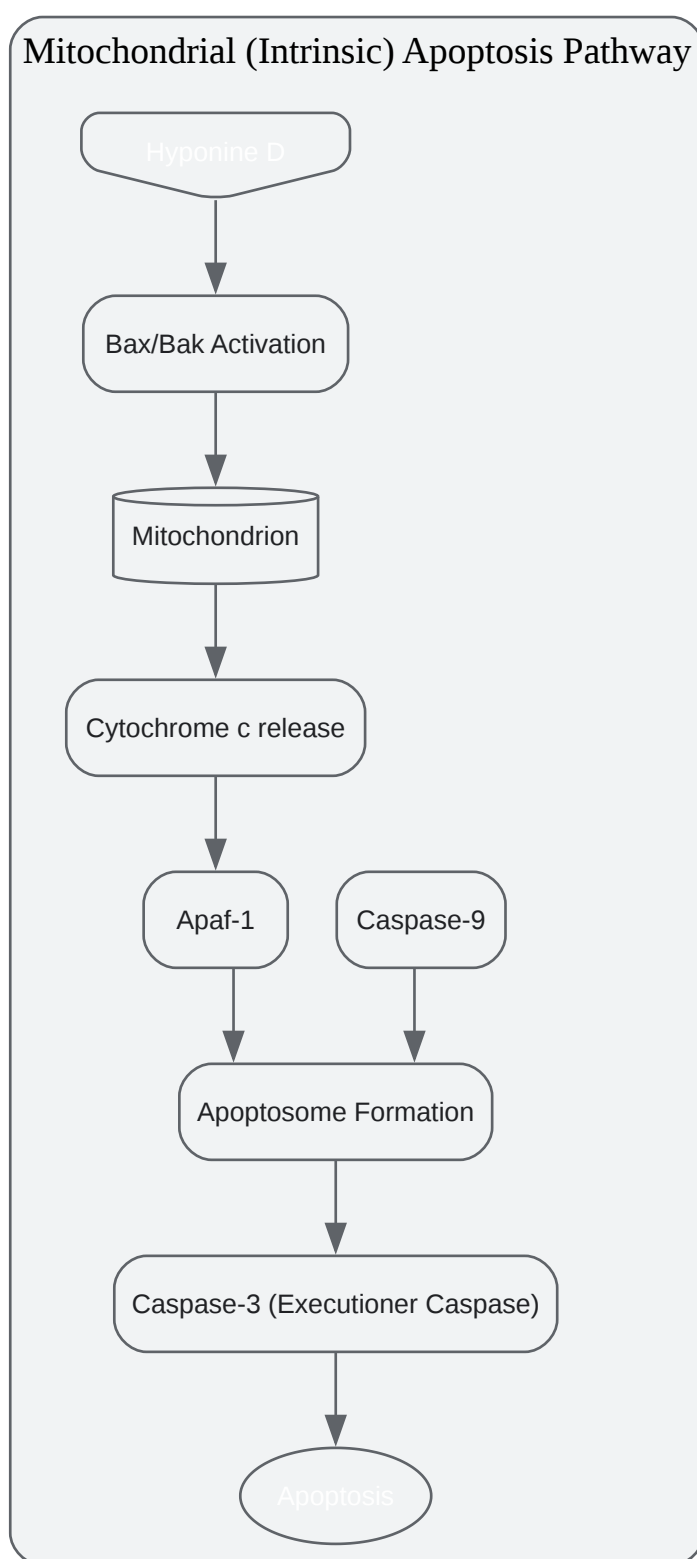 Mitochondrial (Intrinsic) Apoptosis Pathway
Hyponine D
Bax/Bak Activation
Mitochondrion
Cytochrome c release
Apaf-1
Caspase-9
Apoptosome Formation
Caspase-3 (Executioner Caspase)
Apoptosis